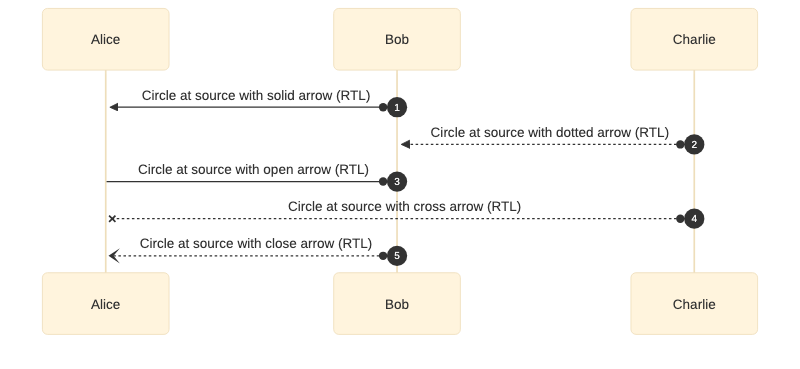 Alice
Bob
Charlie
Circle at source with solid arrow (RTL)
1
Circle at source with dotted arrow (RTL)
2
Circle at source with open arrow (RTL)
3
Circle at source with cross arrow (RTL)
4
Circle at source with close arrow (RTL)
5
Alice
Bob
Charlie